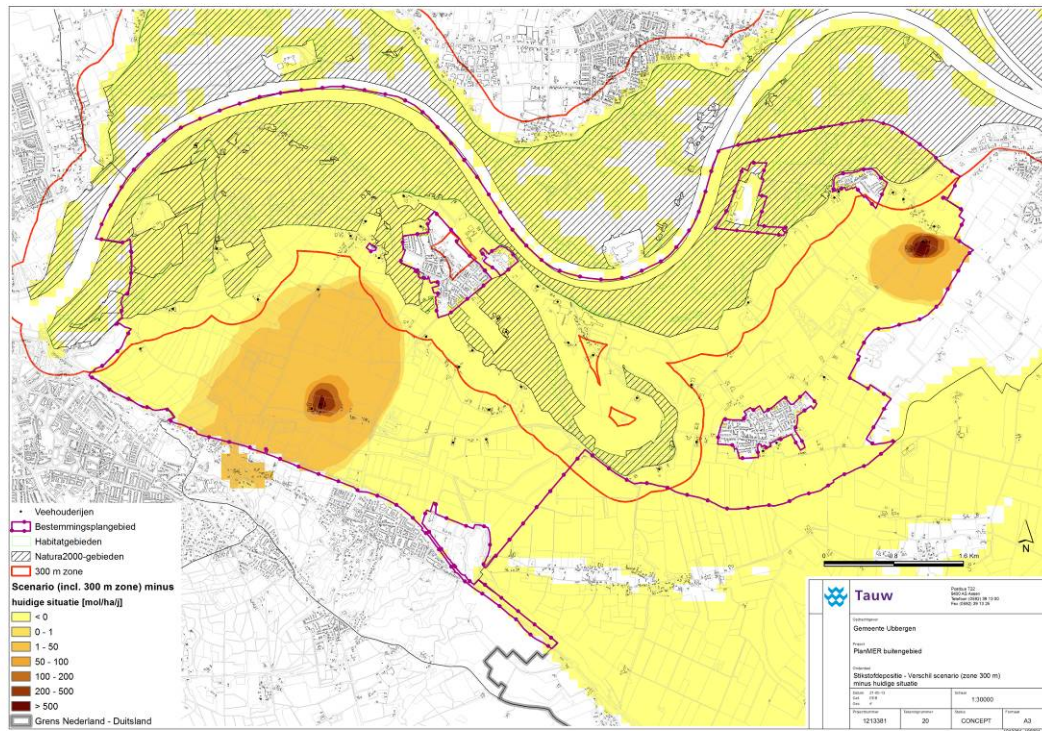 Veehouderijen
Bestemmingsplangebied
Habitatgebieden
Natura2000-gebieden
300 m zone
Scenario (incl. 300 m zone) minus
huidige situatie [mol/ha/j]
< 0
0 - 1
1 - 50
50 - 100
100 - 200
200 - 500
> 500
Grens Nederland - Duitsland
1.6 Km
N
Tauw
Gemeente Ubbergen
PlanMER buitengebied
Stikstofdepositie - Verschil scenario (zone 300 m)
minus huidige situatie
1:30000
1213381
20
CONCEPT
A3